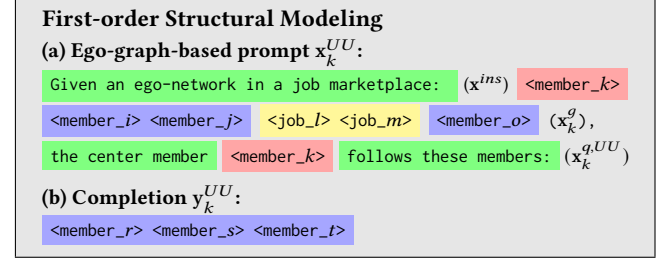 First-order Structural Modeling
(a) Ego-graph-based prompt x_k^{UU}:
Given an ego-network in a job marketplace: (x^{ins}) <member_k>
<member_i> <member_j> <job_l> <job_m> <member_o> (x_k^g),
the center member <member_k> follows these members: (x_k^{q,UU})
(b) Completion y_k^{UU}:
<member_r> <member_s> <member_t>